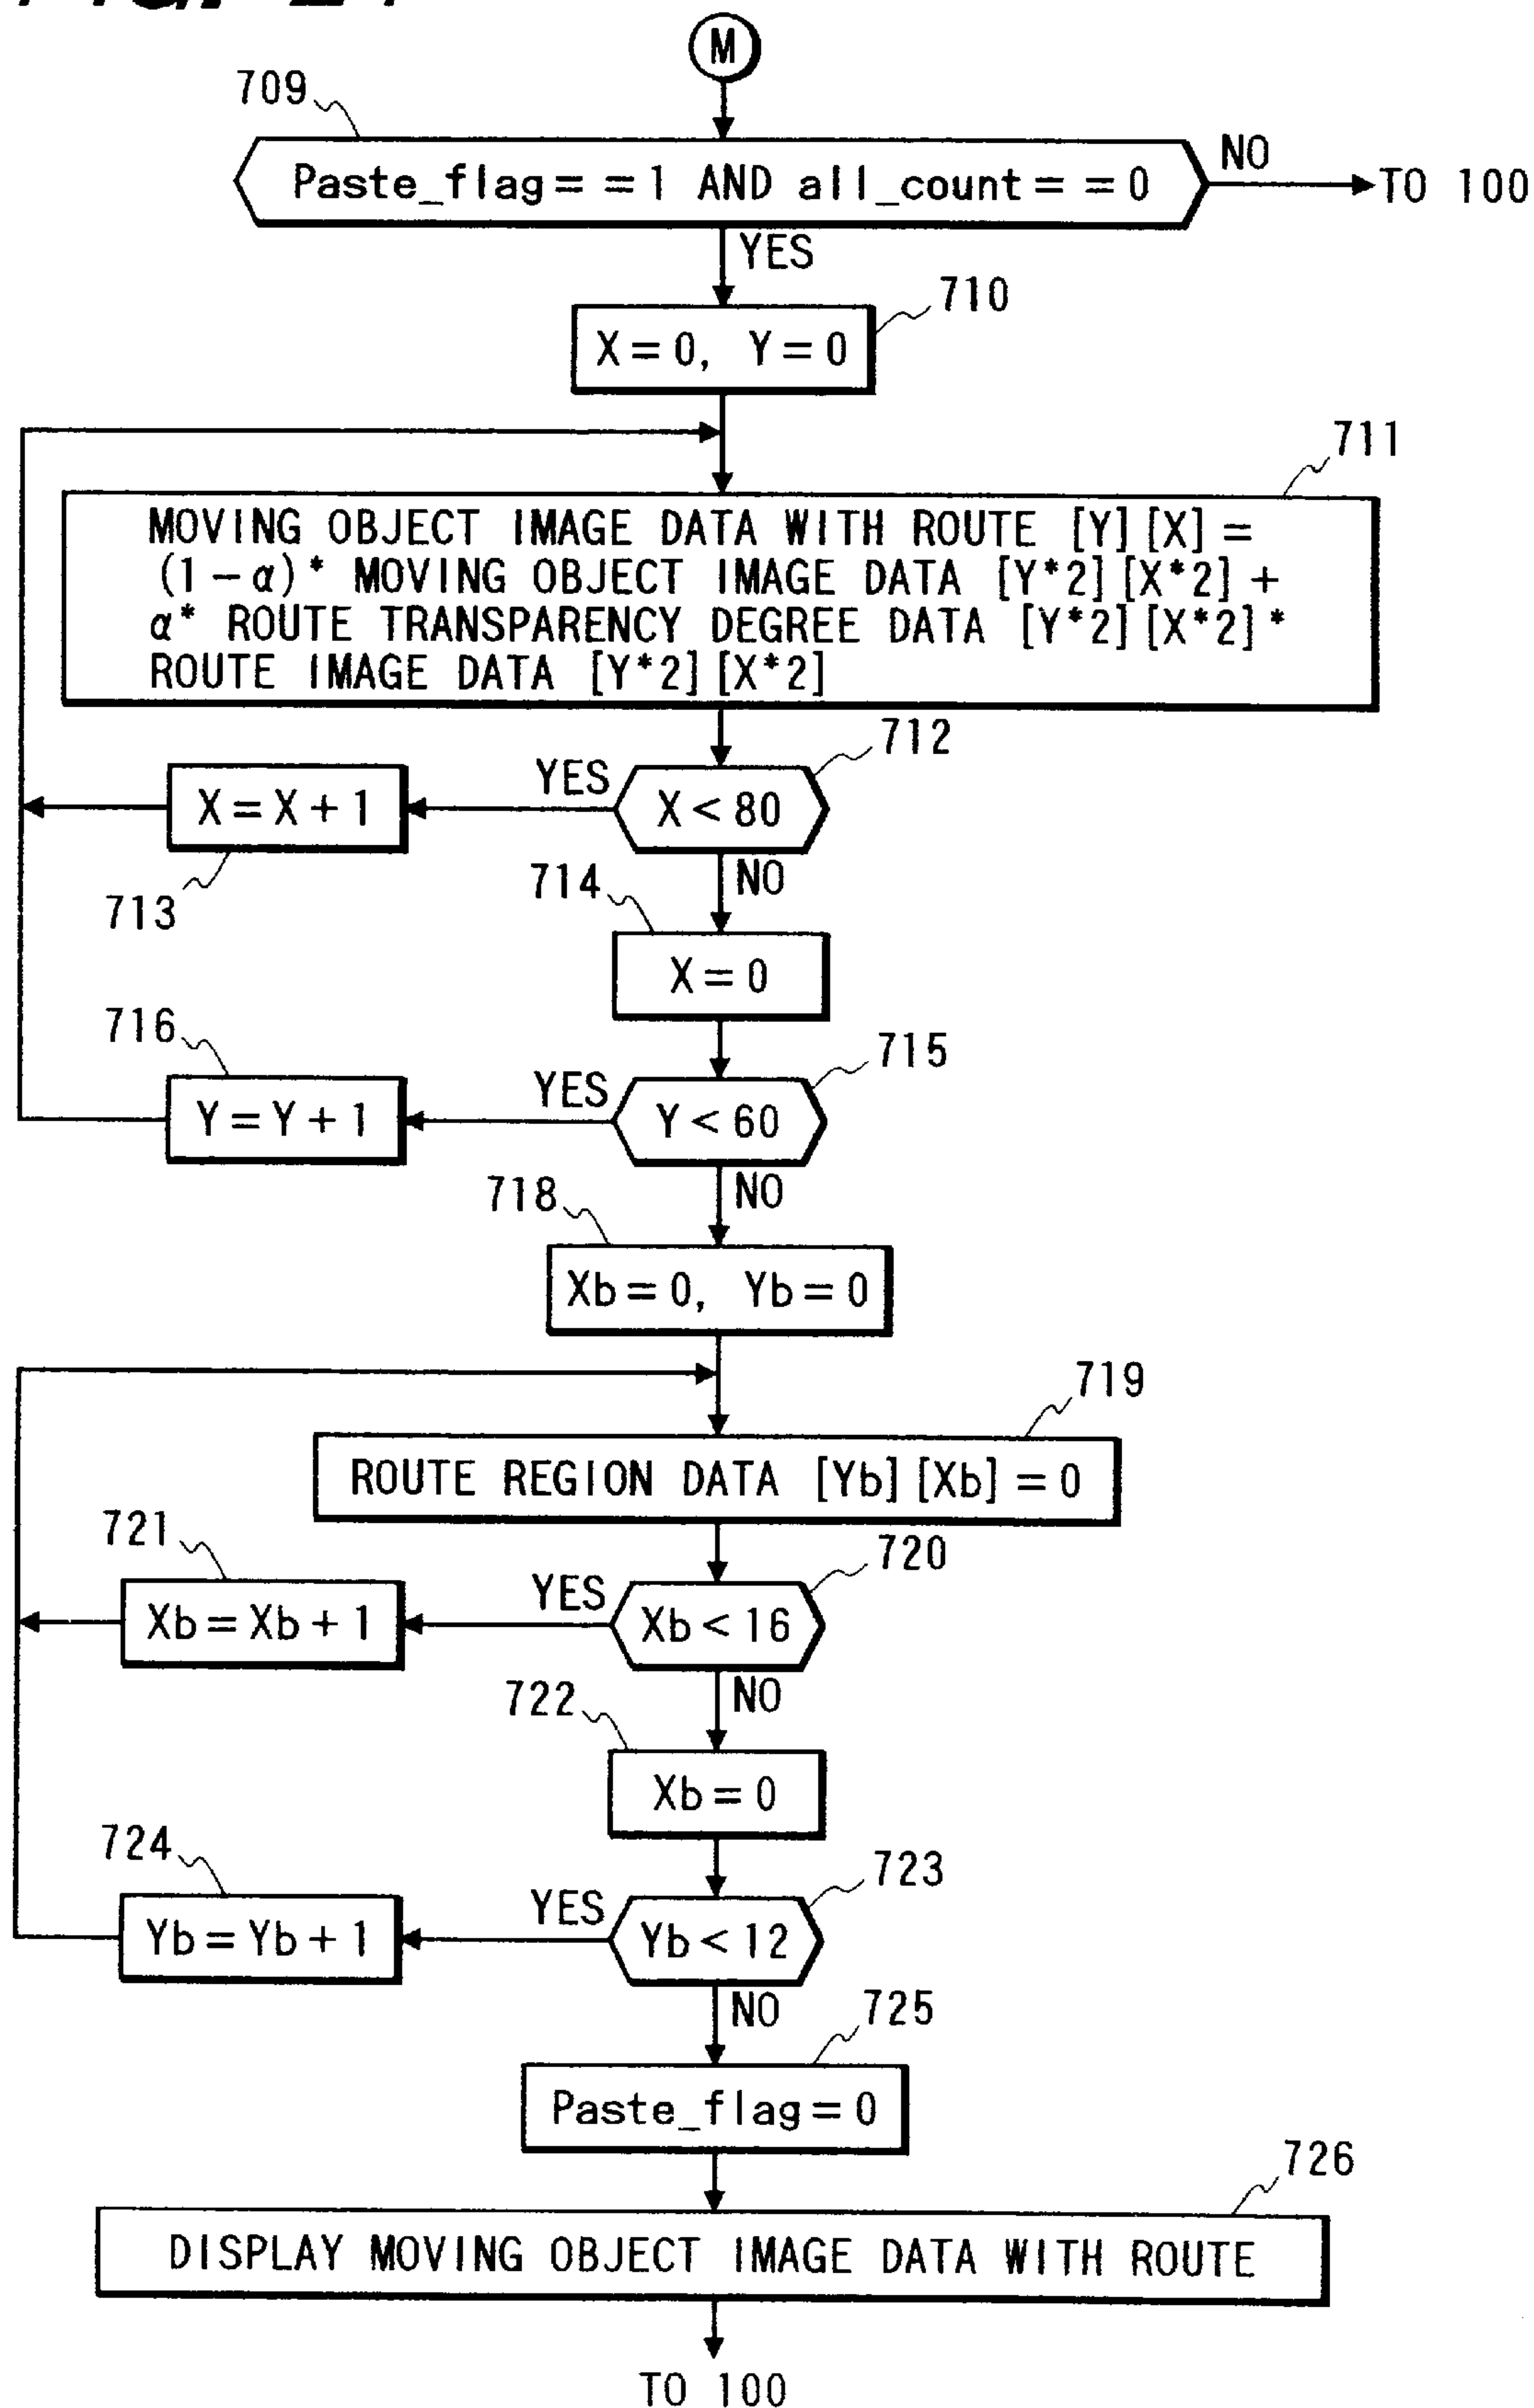 M
709
Paste_flag==1 AND all_count==0
NO
TO 100
YES
710
X=0, Y=0
711
MOVING OBJECT IMAGE DATA WITH ROUTE [Y][X]=
(1-α)* MOVING OBJECT IMAGE DATA [Y*2][X*2]+
α* ROUTE TRANSPARENCY DEGREE DATA [Y*2][X*2]*
ROUTE IMAGE DATA [Y*2][X*2]
712
YES
X=X+1
X<80
713
NO
714
X=0
716
715
YES
Y=Y+1
Y<60
NO
718
Xb=0, Yb=0
719
ROUTE REGION DATA [Yb][Xb]=0
721
720
YES
Xb=Xb+1
Xb<16
NO
722
Xb=0
724
723
YES
Yb=Yb+1
Yb<12
NO
725
Paste_flag=0
726
DISPLAY MOVING OBJECT IMAGE DATA WITH ROUTE
TO 100